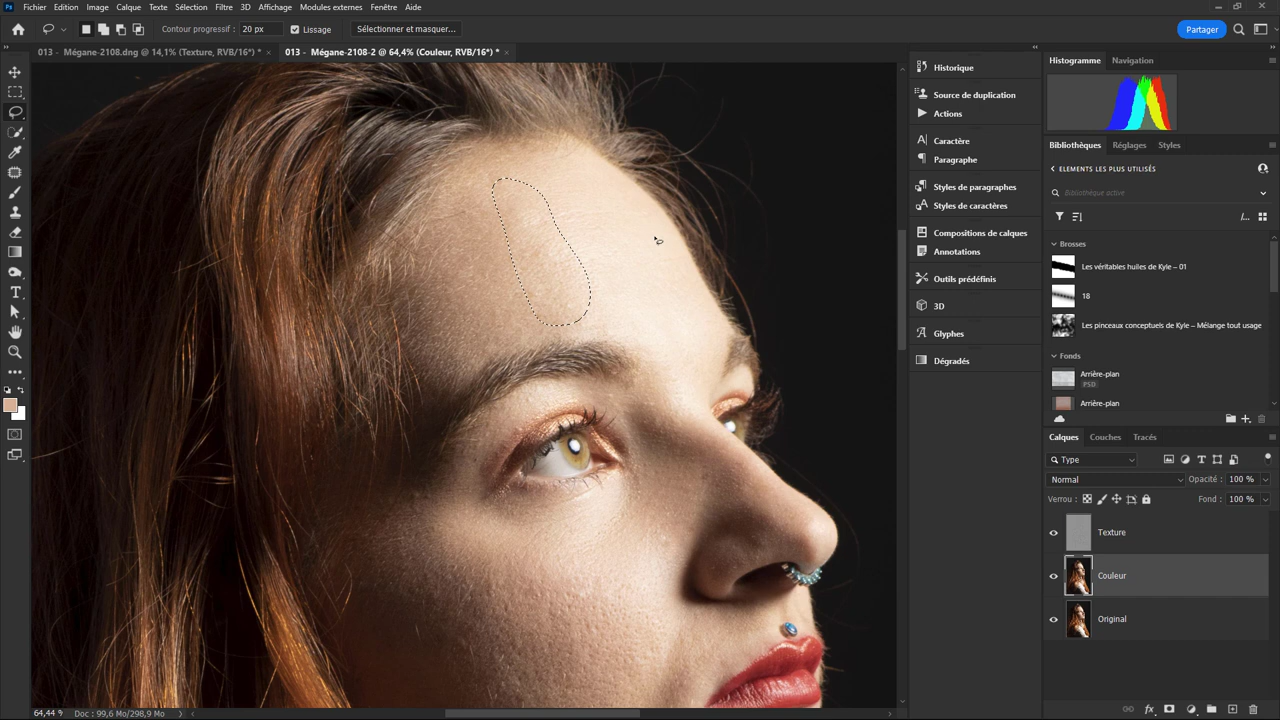 Fichier Edition Image Calque Texte Sélection Filtre 3D Affichage Modules externes Fenêtre Aide
Contour progressif : 20 px Lissage Sélectionner et masquer... Partager
013 - Mégane-2108.dng @ 14,1% (Texture, RVB/16*) * × 013 - Mégane-2108-2 @ 64,4% (Couleur, RVB/16*) * ×
Historique
Source de duplication
Actions
Caractère
Paragraphe
Styles de paragraphes
Styles de caractères
Compositions de calques
Annotations
Outils prédéfinis
3D
Glyphes
Dégradés
Histogramme Navigation
Bibliothèques Réglages Styles
ELEMENTS LES PLUS UTILISÉS
Bibliothèque active
Brosses
Les véritables huiles de Kyle – 01
18
Les pinceaux conceptuels de Kyle – Mélange tout usage
Fonds
Arrière-plan
PSD
Arrière-plan
Calques Couches Tracés
Type
Normal Opacité : 100 %
Verrou : Fond : 100 %
Texture
Couleur
Original
64,44 % Doc : 99,6 Mo/298,9 Mo